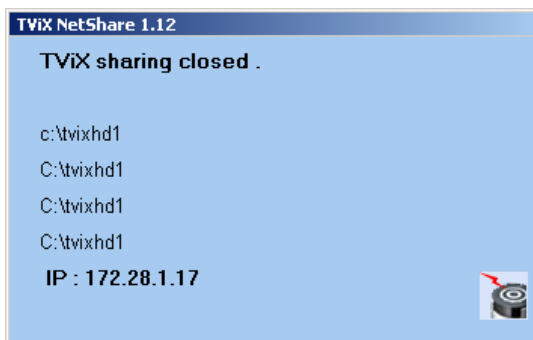 TViX NetShare 1.12
TViX sharing closed .
c:\tvixhd1
C:\tvixhd1
C:\tvixhd1
C:\tvixhd1
IP : 172.28.1.17